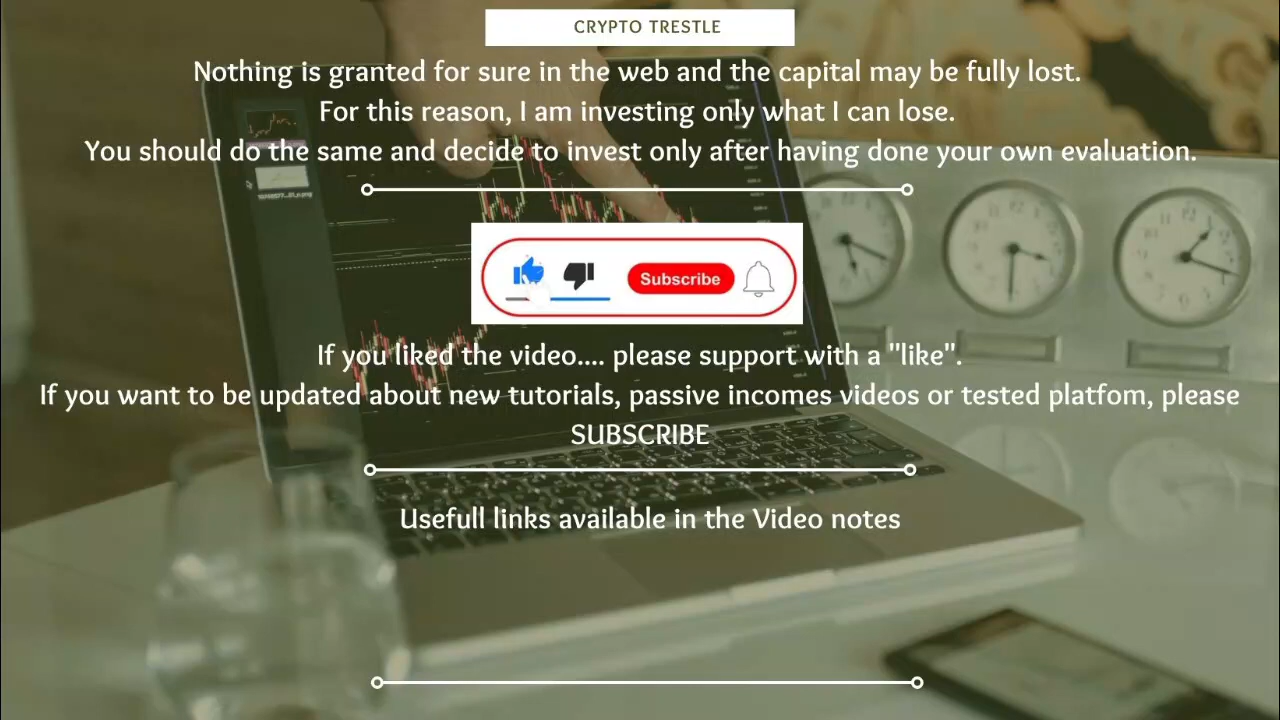 CRYPTO TRESTLE
Nothing is granted for sure in the web and the capital may be fully lost.
For this reason, I am investing only what I can lose.
You should do the same and decide to invest only after having done your own evaluation.
Subscribe
If you liked the video.... please support with a "like".
If you want to be updated about new tutorials, passive incomes videos or tested platfom, please
SUBSCRIBE
Usefull links available in the Video notes